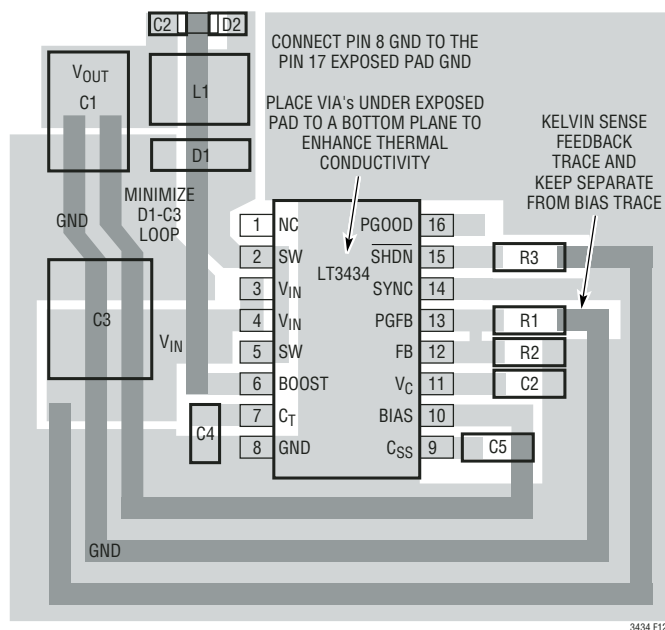 C2
D2
CONNECT PIN 8 GND TO THE
PIN 17 EXPOSED PAD GND
VOUT
C1
L1
PLACE VIA's UNDER EXPOSED
PAD TO A BOTTOM PLANE TO
ENHANCE THERMAL
CONDUCTIVITY
KELVIN SENSE
FEEDBACK
TRACE AND
KEEP SEPARATE
FROM BIAS TRACE
D1
MINIMIZE
D1-C3
LOOP
GND
1 NC
PGOOD 16
2 SW
SHDN 15
R3
LT3434
3 VIN
SYNC 14
C3
VIN
4 VIN
PGFB 13
R1
5 SW
FB 12
R2
6 BOOST
VC 11
C2
7 CT
BIAS 10
C4
8 GND
CSS 9
C5
GND
3434 F12